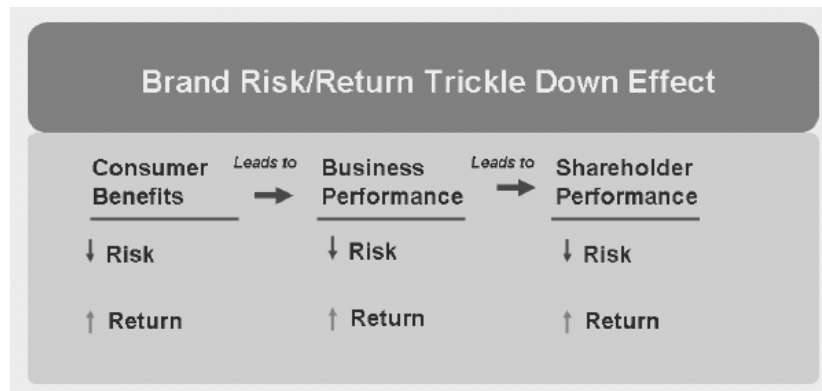 Brand Risk/Return Trickle Down Effect
Consumer Benefits
Leads to
Business Performance
Leads to
Shareholder Performance
↓ Risk
↓ Risk
↓ Risk
↑ Return
↑ Return
↑ Return